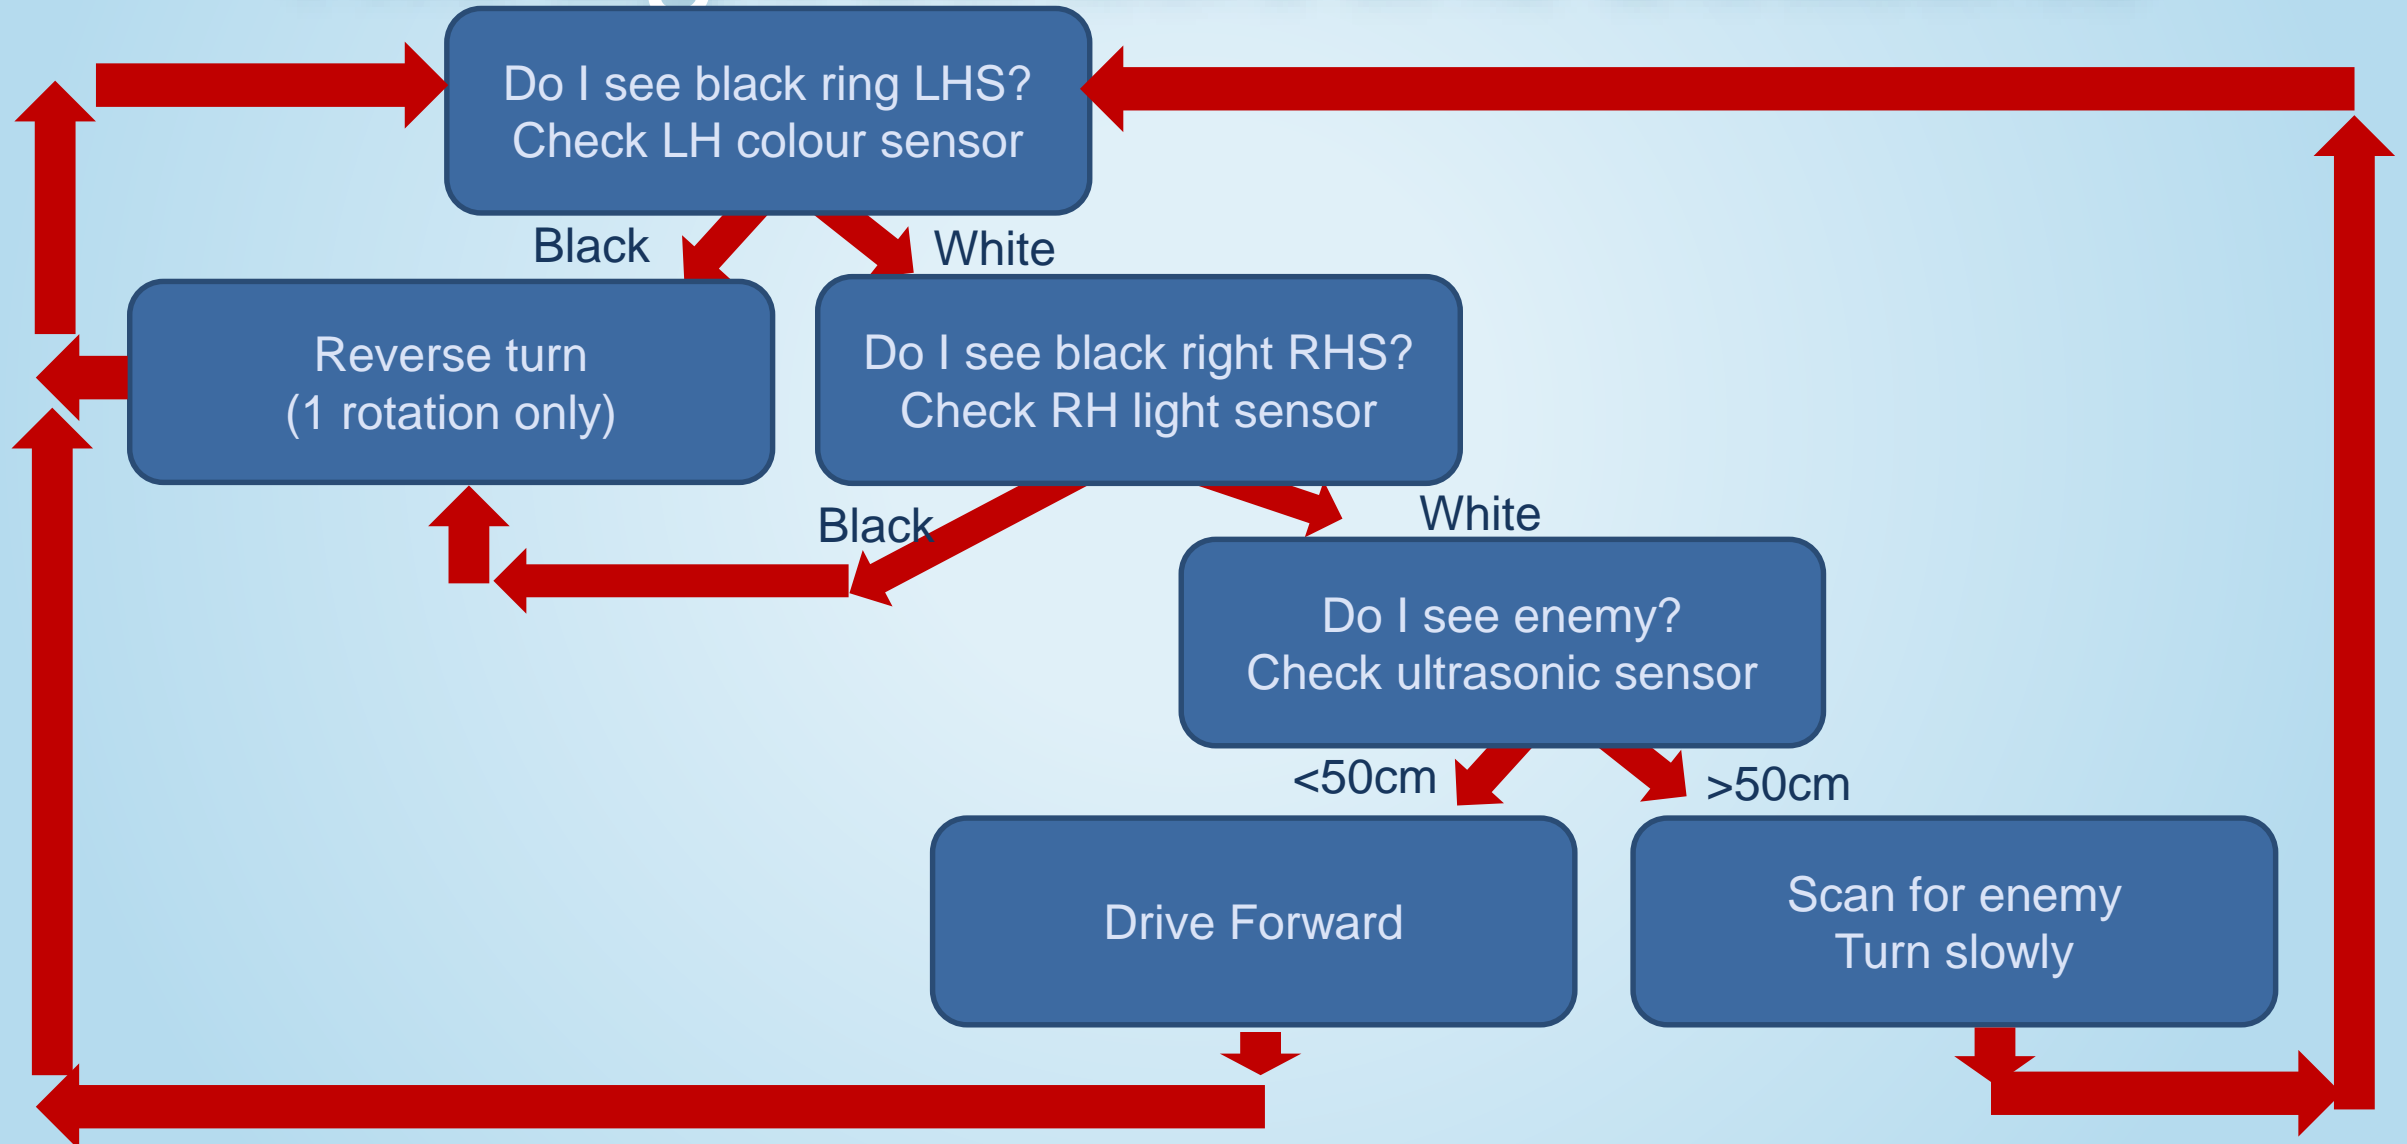 Do I see black ring LHS?
Check LH colour sensor
Black
White
Reverse turn
(1 rotation only)
Do I see black right RHS?
Check RH light sensor
Black
White
Do I see enemy?
Check ultrasonic sensor
<50cm
>50cm
Drive Forward
Scan for enemy
Turn slowly